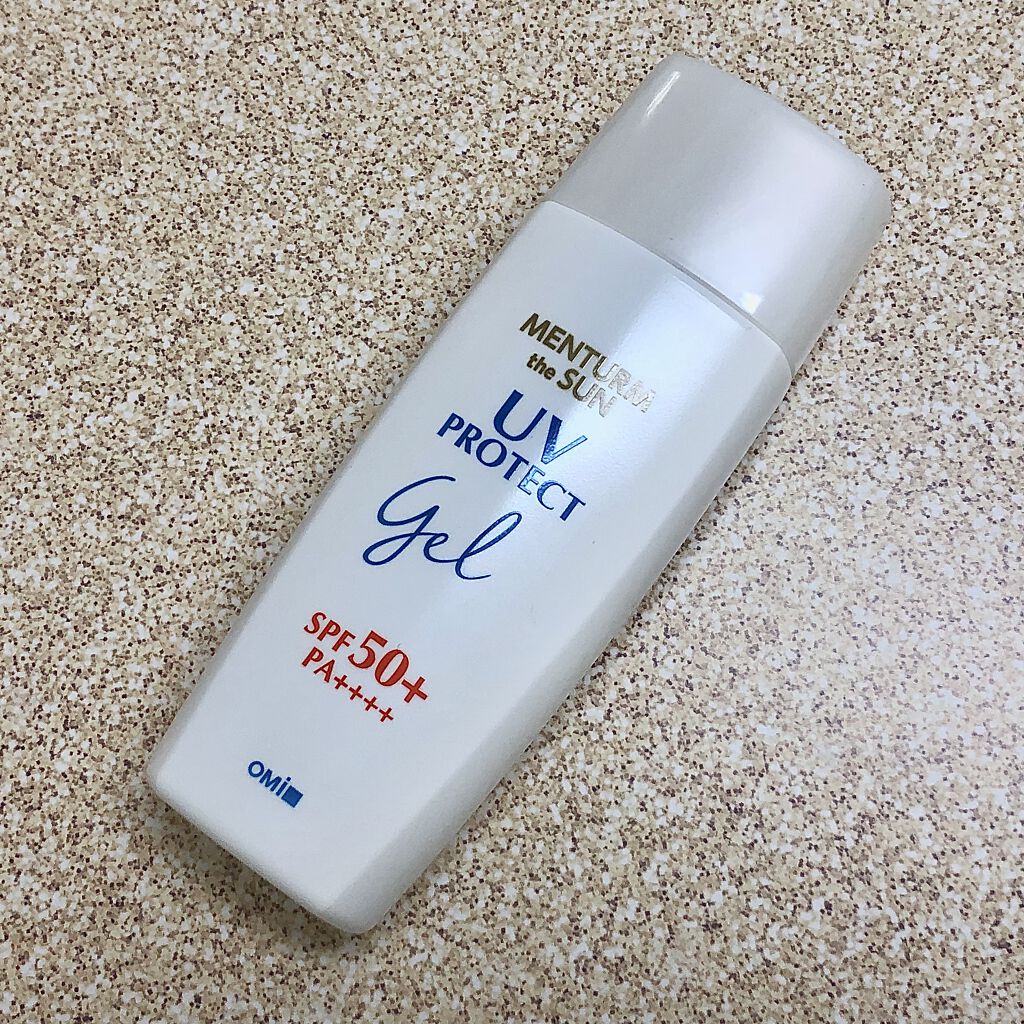 MENTURM
the SUN
UV
PROTECT
gel
SPF50+
PA++++
OMi